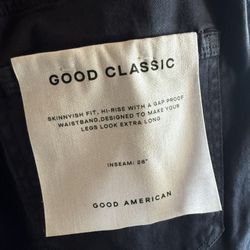 GOOD CLASSIC
SKINNYISH FIT, HI-RISE WITH A GAP PROOF
WAISTBAND, DESIGNED TO MAKE YOUR
LEGS LOOK EXTRA LONG
INSEAM: 28"
GOOD AMERICAN